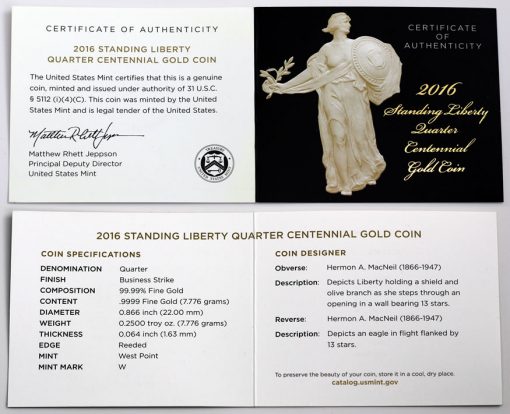 CERTIFICATE OF AUTHENTICITY
2016 STANDING LIBERTY
QUARTER CENTENNIAL GOLD COIN
The United States Mint certifies that this is a genuine
coin, minted and issued under authority of 31 U.S.C.
§ 5112 (i)(4)(C). This coin was minted by the United
States Mint and is legal tender of the United States.
Matthew Rhett Jeppson
Matthew Rhett Jeppson
Principal Deputy Director
United States Mint
CERTIFICATE OF
AUTHENTICITY
2016
Standing Liberty
Quarter
Centennial
Gold Coin
2016 STANDING LIBERTY QUARTER CENTENNIAL GOLD COIN
COIN SPECIFICATIONS
DENOMINATION Quarter
FINISH Business Strike
COMPOSITION 99.99% Fine Gold
CONTENT .9999 Fine Gold (7.776 grams)
DIAMETER 0.866 inch (22.00 mm)
WEIGHT 0.2500 troy oz. (7.776 grams)
THICKNESS 0.064 inch (1.63 mm)
EDGE Reeded
MINT West Point
MINT MARK W
COIN DESIGNER
Obverse: Hermon A. MacNeil (1866-1947)
Description: Depicts Liberty holding a shield and
olive branch as she steps through an
opening in a wall bearing 13 stars.
Reverse: Hermon A. MacNeil (1866-1947)
Description: Depicts an eagle in flight flanked by
13 stars.
To preserve the beauty of your coin, store it in a cool, dry place.
catalog.usmint.gov